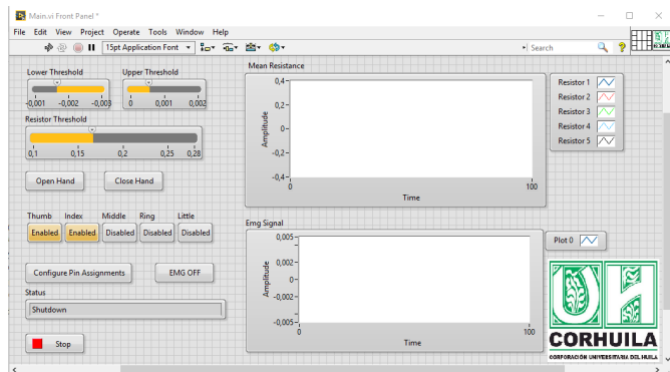 Main.vi Front Panel *
File Edit View Project Operate Tools Window Help
15pt Application Font
Search
Lower Threshold
-0,001 -0,002 -0,003
Upper Threshold
0 0,001 0,002
Resistor Threshold
0,1 0,15 0,2 0,25 0,28
Open Hand
Close Hand
Thumb Index Middle Ring Little
Enabled Enabled Disabled Disabled Disabled
Configure Pin Assignments
EMG OFF
Status
Shutdown
Stop
Mean Resistance
Amplitude
0,4-
0,2-
0-
-0,2-
-0,4-
0 100
Time
Resistor 1
Resistor 2
Resistor 3
Resistor 4
Resistor 5
Emg Signal
Amplitude
0,005-
0,002-
0-
-0,002-
-0,005-
0 100
Time
Plot 0
UH
CORHUILA
CORPORACIÓN UNIVERSITARIA DEL HUILA